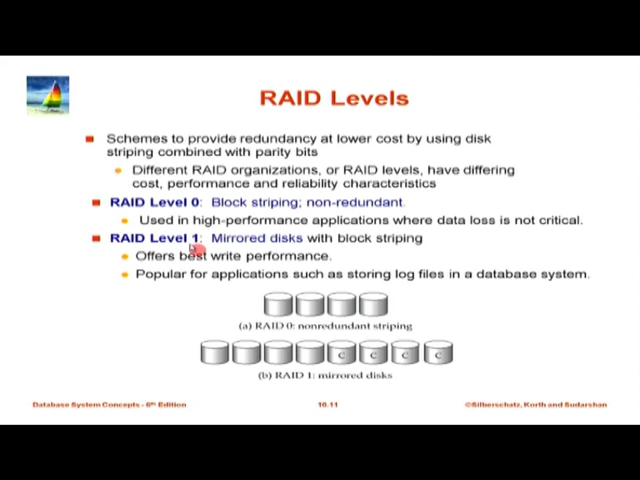 RAID Levels
Schemes to provide redundancy at lower cost by using disk
striping combined with parity bits
Different RAID organizations, or RAID levels, have differing
cost, performance and reliability characteristics
RAID Level 0: Block striping; non-redundant.
Used in high-performance applications where data loss is not critical.
RAID Level 1: Mirrored disks with block striping
Offers best write performance.
Popular for applications such as storing log files in a database system.
(a) RAID 0: nonredundant striping
C C C C
(b) RAID 1: mirrored disks
Database System Concepts - 6th Edition 10.11 ©Silberschatz, Korth and Sudarshan